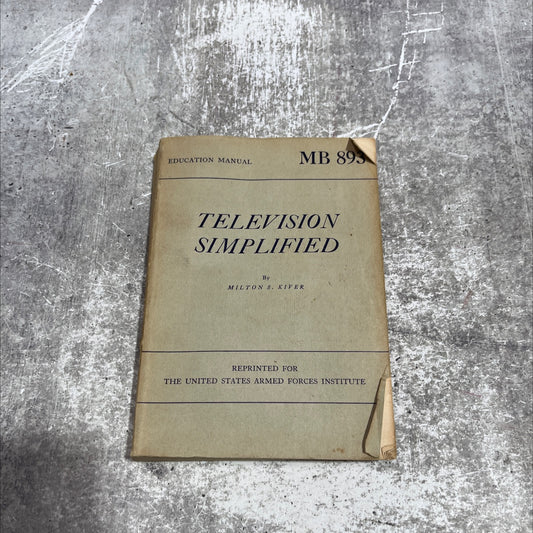 EDUCATION MANUAL MB 893
TELEVISION
SIMPLIFIED
By
MILTON S. KIVER
REPRINTED FOR
THE UNITED STATES ARMED FORCES INSTITUTE